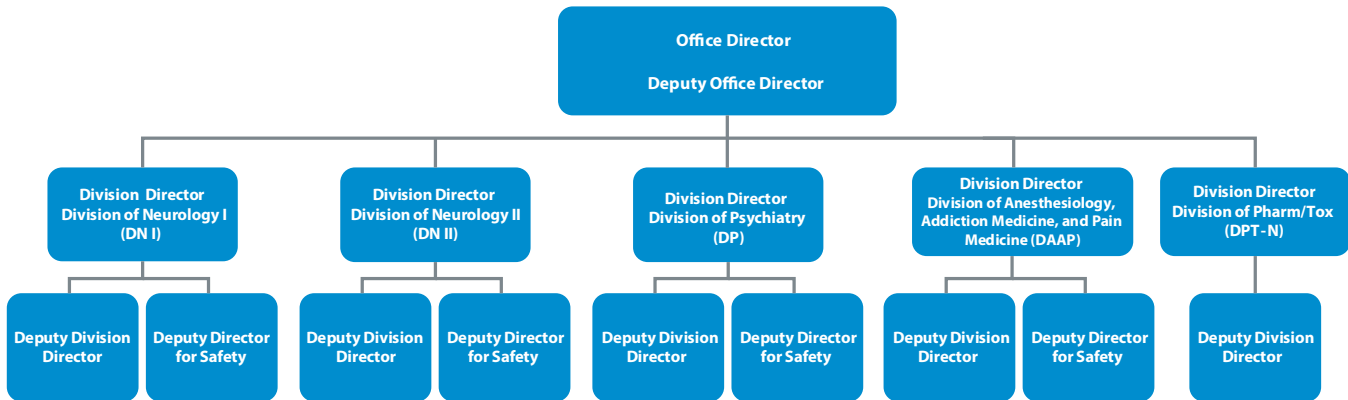 Office Director
Deputy Office Director
Division Director
Division of Neurology I
(DN I)
Division Director
Division of Neurology II
(DN II)
Division Director
Division of Psychiatry
(DP)
Division Director
Division of Anesthesiology,
Addiction Medicine, and Pain
Medicine (DAAP)
Division Director
Division of Pharm/Tox
(DPT-N)
Deputy Division
Director
Deputy Director
for Safety
Deputy Division
Director
Deputy Director
for Safety
Deputy Division
Director
Deputy Director
for Safety
Deputy Division
Director
Deputy Director
for Safety
Deputy Division
Director